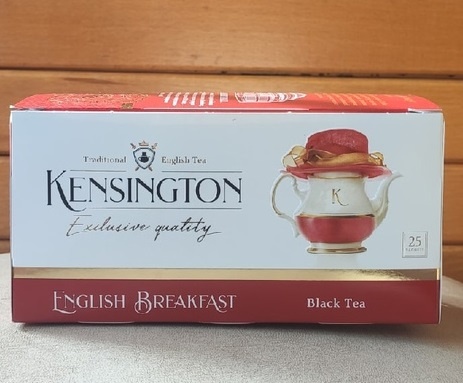 Traditional English Tea
KENSINGTON
Exclusive quality
K
25
ENGLISH BREAKFAST
Black Tea